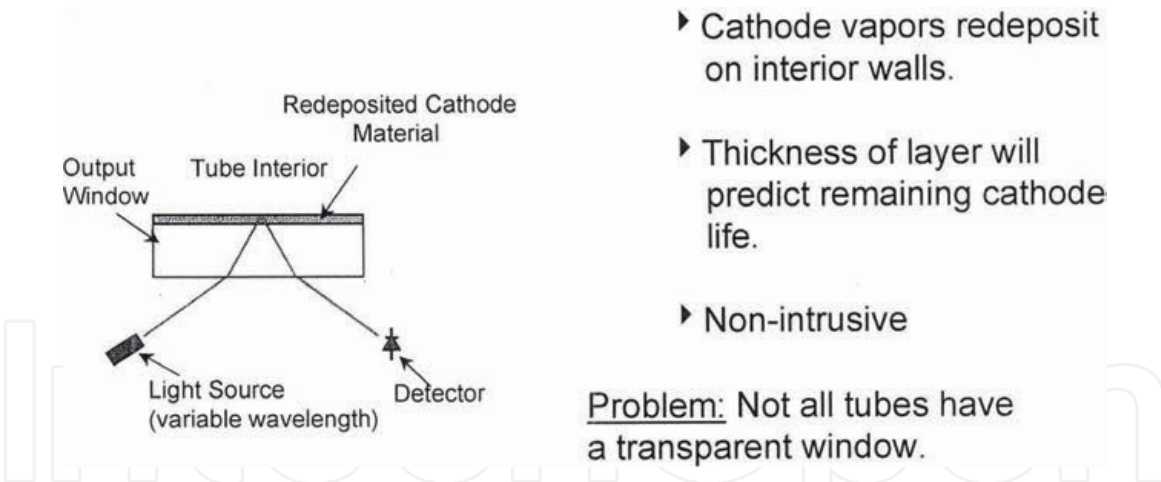 Redeposited Cathode
Material
Output
Window
Tube Interior
Light Source
(variable wavelength)
Detector
Cathode vapors redeposit
on interior walls.
Thickness of layer will
predict remaining cathode
life.
Non-intrusive
Problem: Not all tubes have
a transparent window.